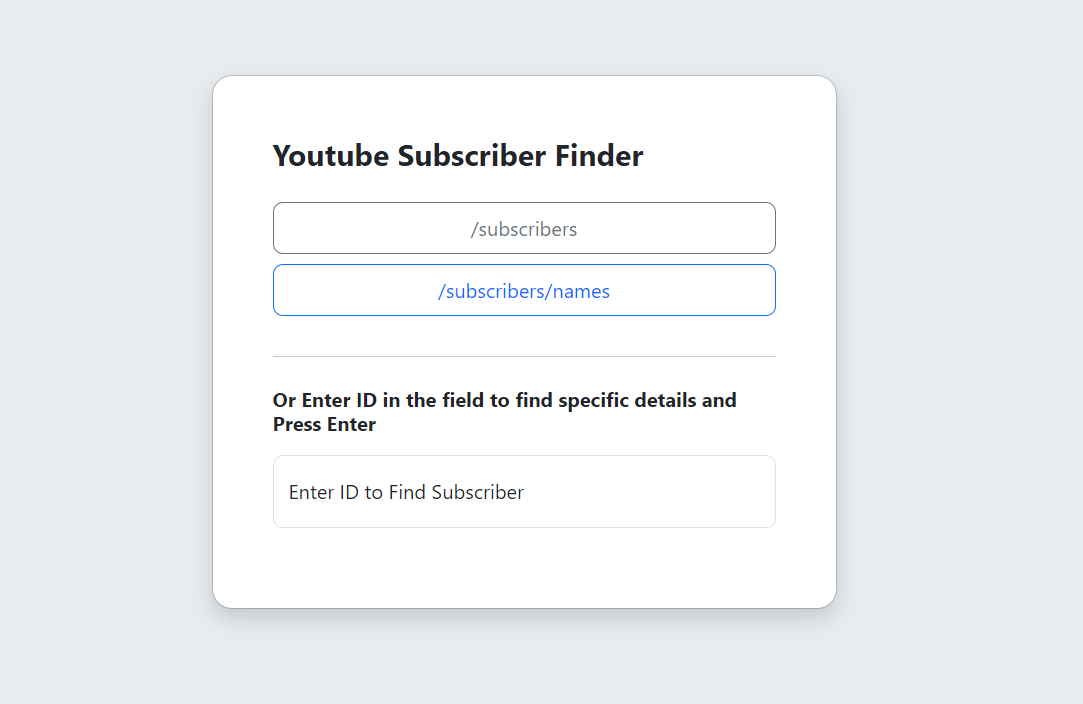 Youtube Subscriber Finder
/subscribers
/subscribers/names
Or Enter ID in the field to find specific details and
Press Enter
Enter ID to Find Subscriber